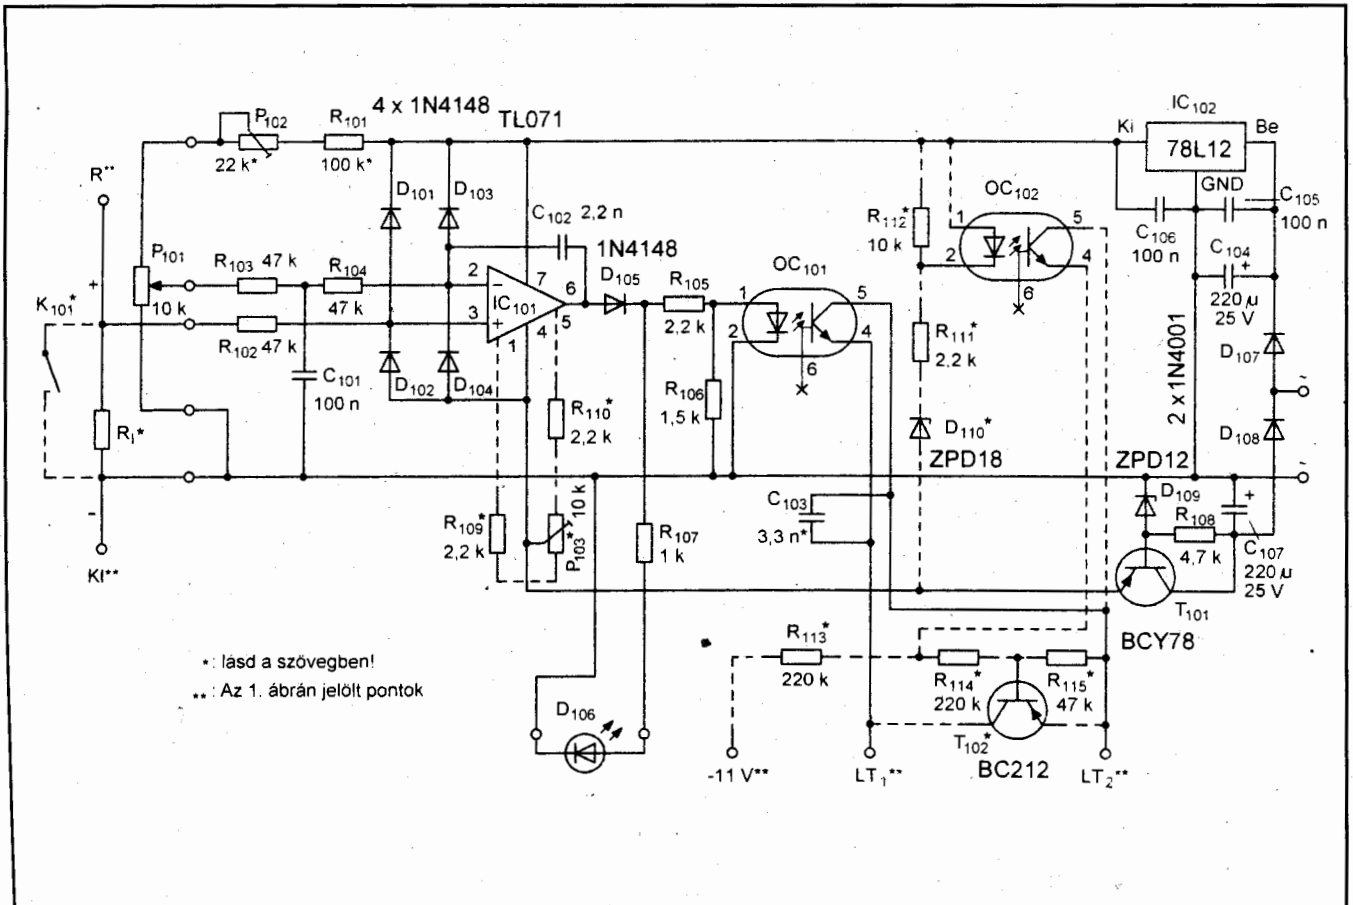 4 x 1N4148
TL071
P102
22 k*
R101
100 k*
IC102
Ki
78L12
Be
GND
C105
100 n
C106
100 n
C104
+
220 µ
25 V
R**
D101
D103
C102 2,2 n
1N4148
D105
R105
2,2 k
OC101
1
2
5
4
6
OC102
1
2
5
4
6
R112*
10 k
R111*
2,2 k
D110*
ZPD18
P101
10 k
K101*
+
R103 47 k
R104
47 k
R102 47 k
2
3
−
+
IC101
7
6
5
4
1
D102
D104
C101
100 n
R106
1,5 k
R110*
2,2 k
RI*
-
KI**
R109*
2,2 k
10 k
P103
*
R107
1 k
C103
3,3 n*
2 x 1N4001
D107
~
D108
~
ZPD12
D109
R108
4,7 k
+
C107
220 µ
25 V
T101
BCY78
*: lásd a szövegben!
**: Az 1. ábrán jelölt pontok
D106
R113*
220 k
R114*
220 k
R115*
47 k
T102*
BC212
-11 V**
LT1**
LT2**